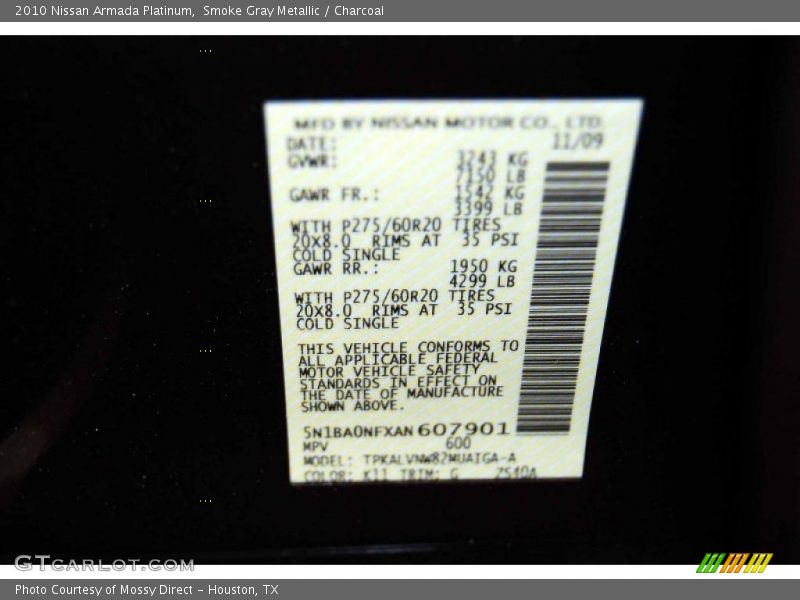 2010 Nissan Armada Platinum,  Smoke Gray Metallic / Charcoal
MFD BY NISSAN MOTOR CO., LTD.
DATE: 11/09
GVWR: 3243 KG
7150 LB
GAWR FR.: 1542 KG
3399 LB
WITH P275/60R20 TIRES
20X8.0 RIMS AT 35 PSI
COLD SINGLE
GAWR RR.: 1950 KG
4299 LB
WITH P275/60R20 TIRES
20X8.0 RIMS AT 35 PSI
COLD SINGLE
THIS VEHICLE CONFORMS TO
ALL APPLICABLE FEDERAL
MOTOR VEHICLE SAFETY
STANDARDS IN EFFECT ON
THE DATE OF MANUFACTURE
SHOWN ABOVE.
5N1BA0NFXAN607901
MPV 600
MODEL: TPKALVNW82MUAIGA-A
COLOR: K11 TRIM: G Z540A
GTCARLOT.COM
Photo Courtesy of Mossy Direct - Houston, TX